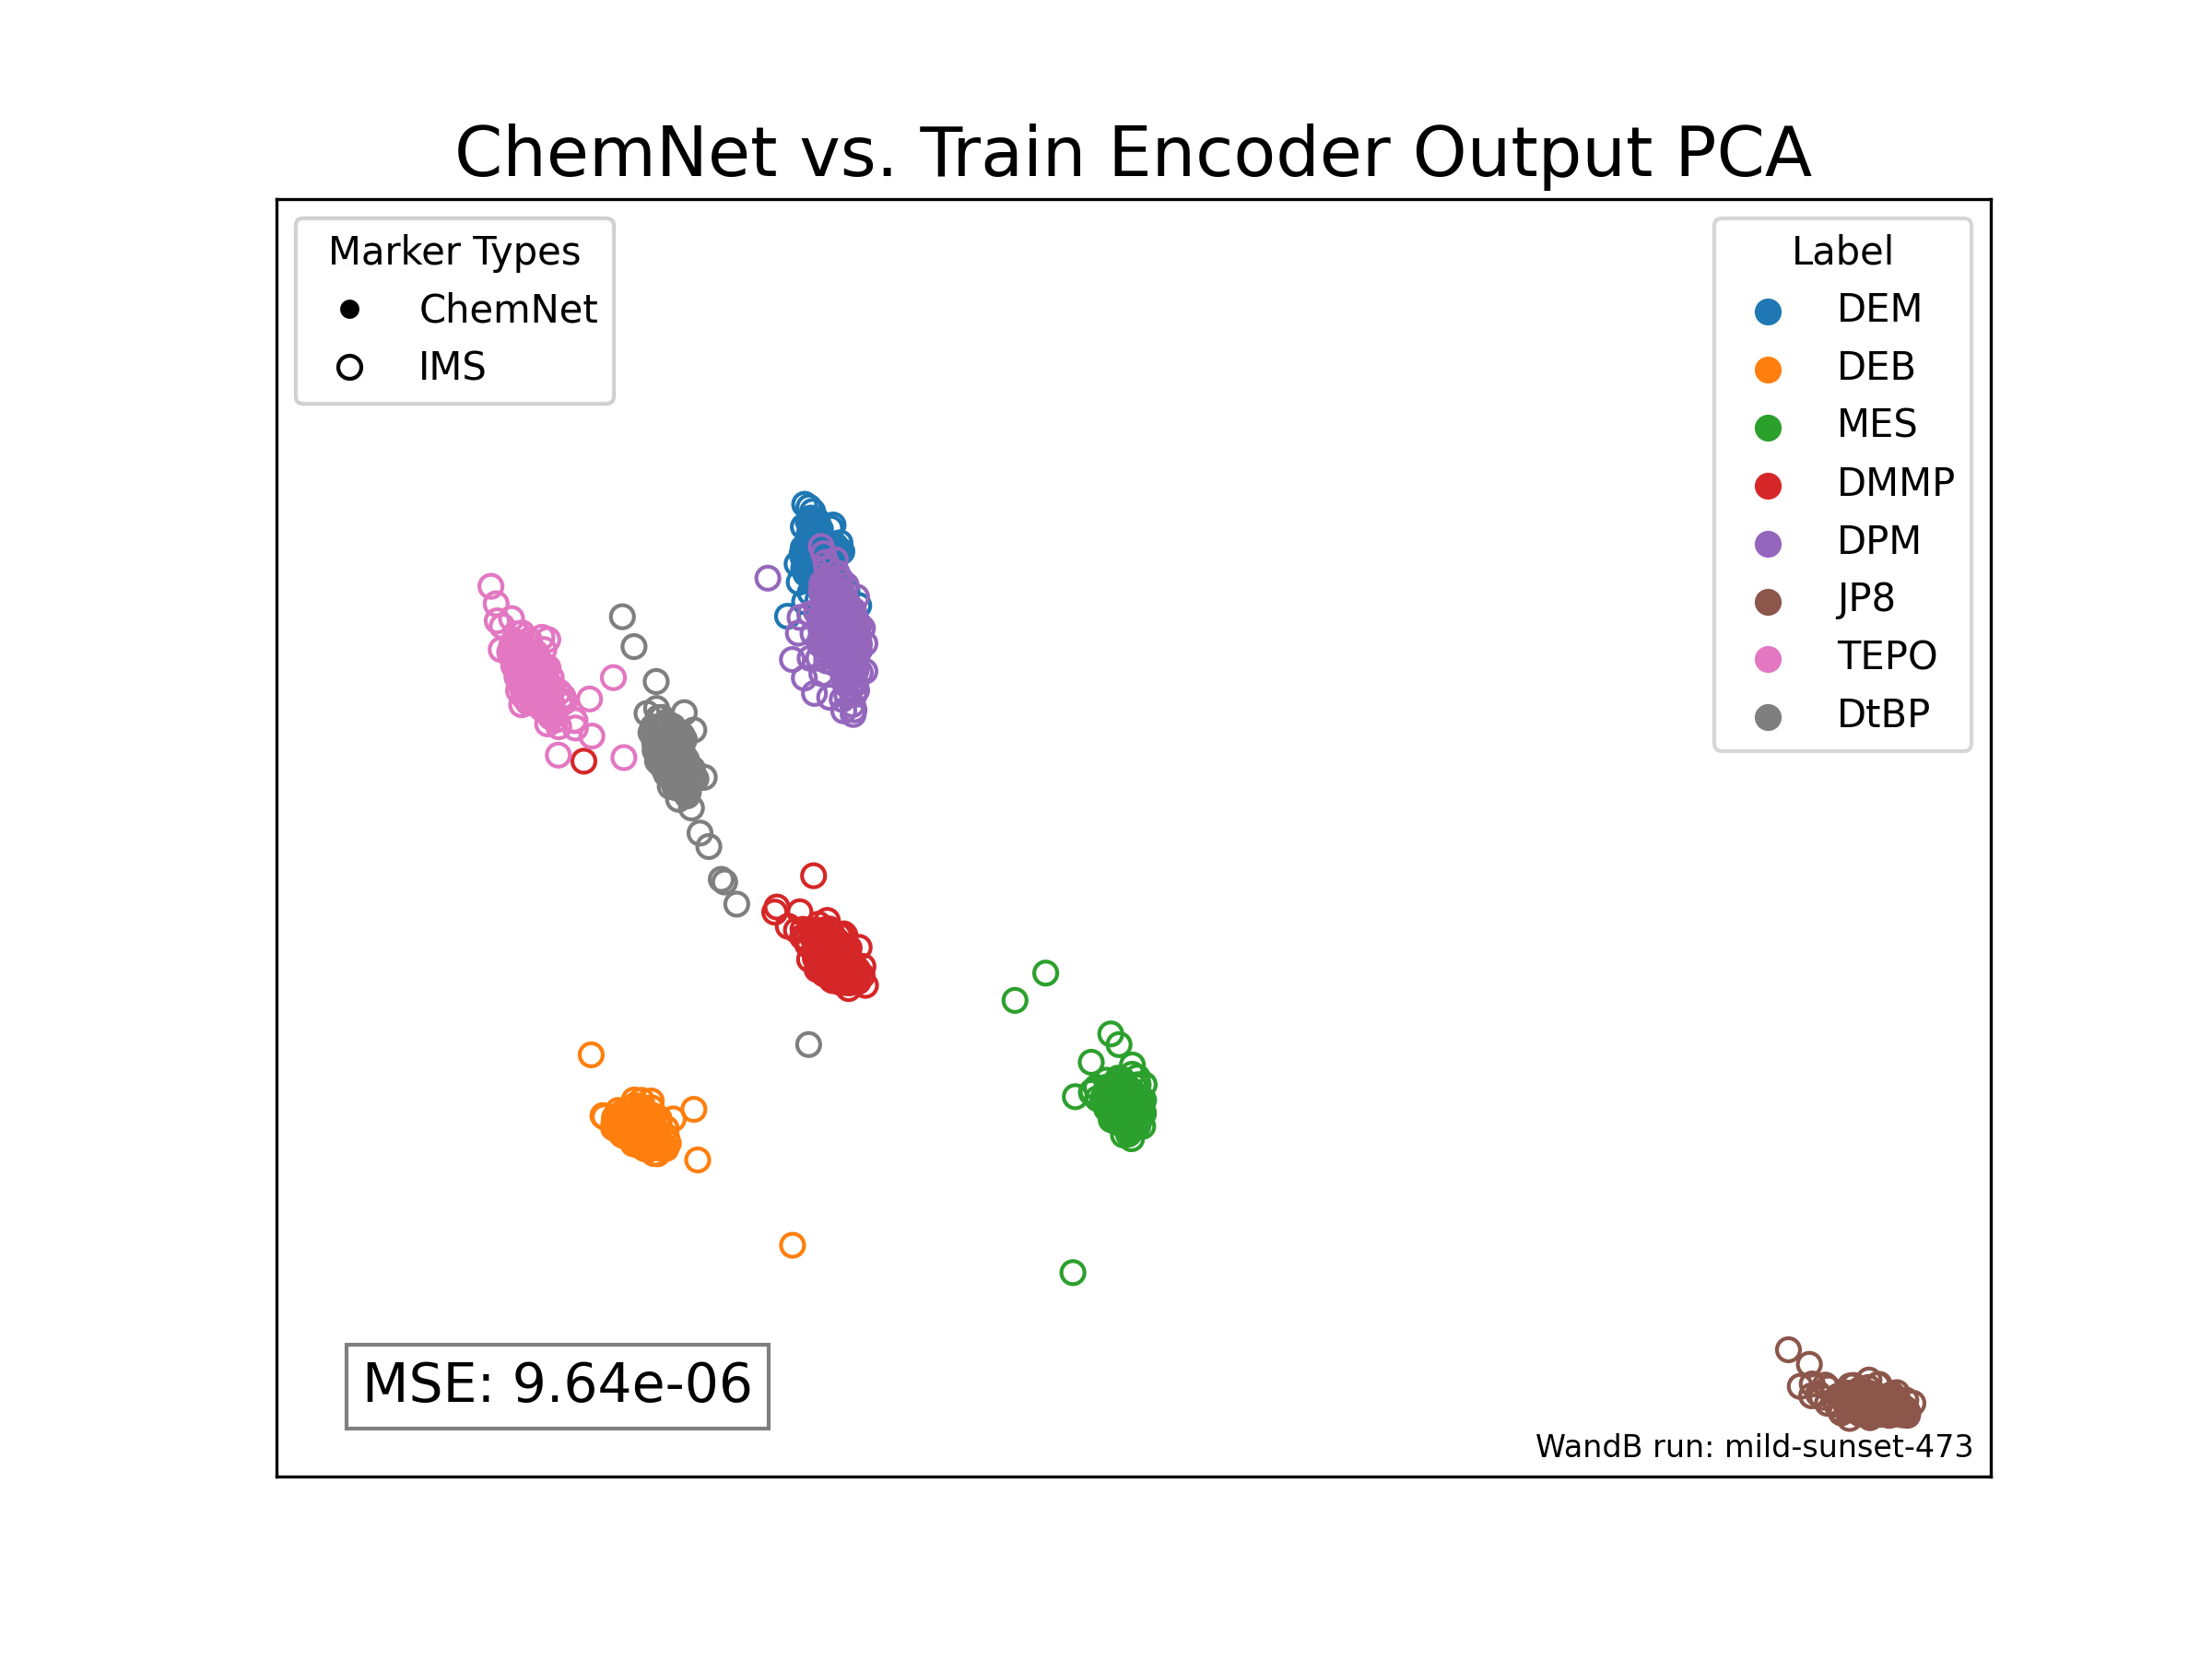 ChemNet vs. Train Encoder Output PCA
Marker Types
ChemNet
IMS
Label
DEM
DEB
MES
DMMP
DPM
JP8
TEPO
DtBP
MSE: 9.64e-06
WandB run: mild-sunset-473